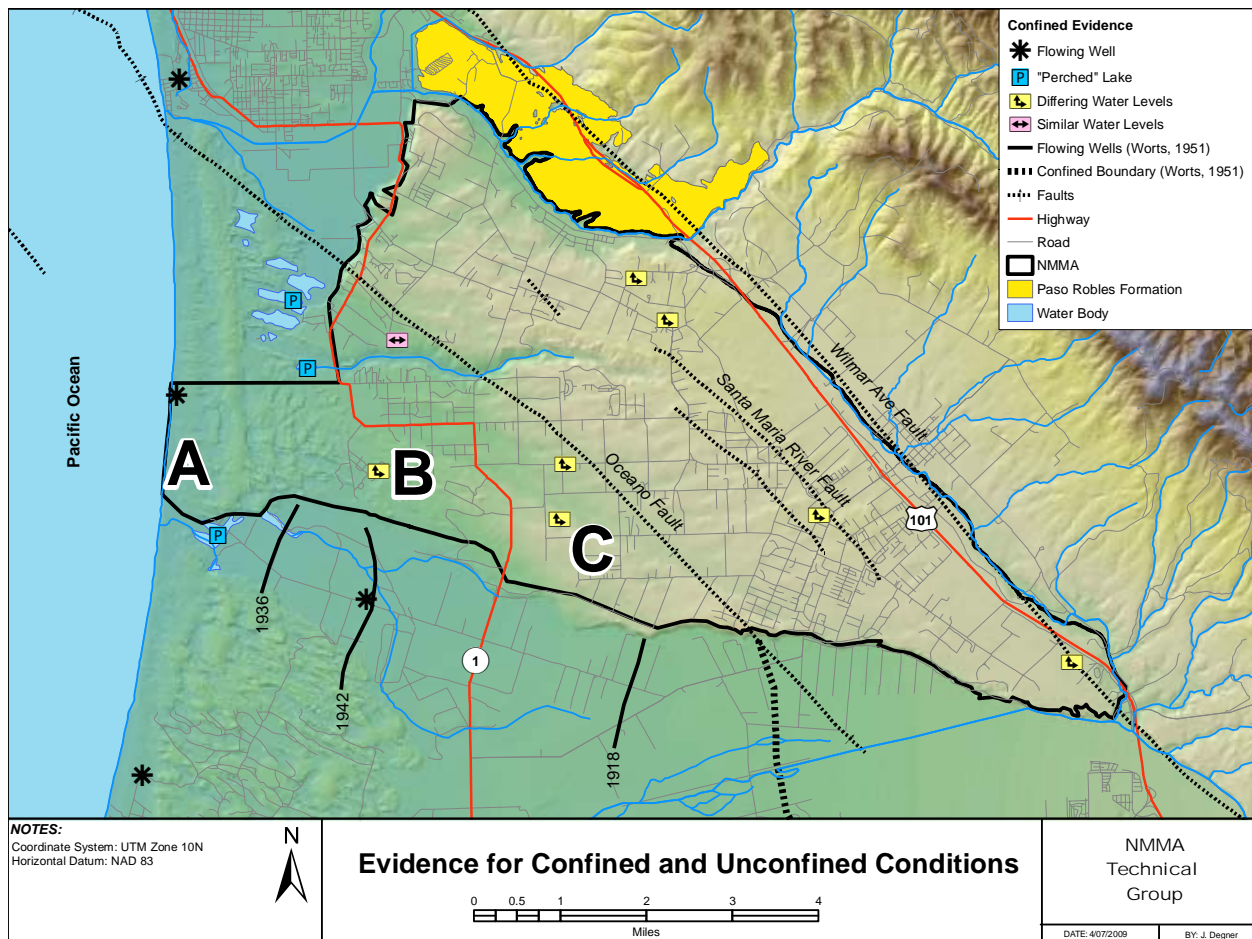 Confined Evidence
Flowing Well
P
"Perched" Lake
Differing Water Levels
Similar Water Levels
Flowing Wells (Worts, 1951)
Confined Boundary (Worts, 1951)
Faults
Highway
Road
NMMA
Paso Robles Formation
Water Body
P
P
Pacific Ocean
Wilmar Ave Fault
Santa Maria River Fault
Oceano Fault
A
B
C
101
P
1936
1942
1
1918
NOTES:
Coordinate System: UTM Zone 10N
Horizontal Datum: NAD 83
N
Evidence for Confined and Unconfined Conditions
0 0.5 1 2 3 4
Miles
NMMA
Technical
Group
DATE: 4/07/2009
BY: J. Degner